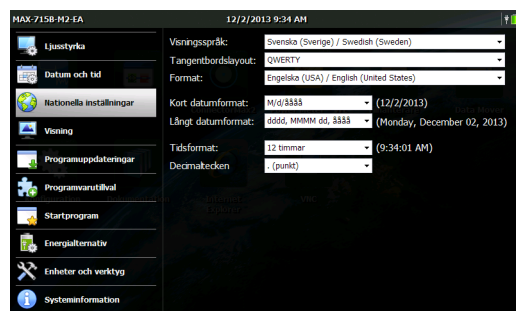 MAX-715B-M2-EA 12/2/2013 9:34 AM
Ljusstyrka
Datum och tid
Nationella inställningar
Visning
Programuppdateringar
Programvarutillval
Startprogram
Energialternativ
Enheter och verktyg
Systeminformation
Visningsspråk: Svenska (Sverige) / Swedish (Sweden)
Tangentbordslayout: QWERTY
Format: Engelska (USA) / English (United States)
Kort datumformat: M/d/åååå (12/2/2013)
Långt datumformat: dddd, MMMM dd, åååå (Monday, December 02, 2013)
Tidsformat: 12 timmar (9:34:01 AM)
Decimaltecken . (punkt)